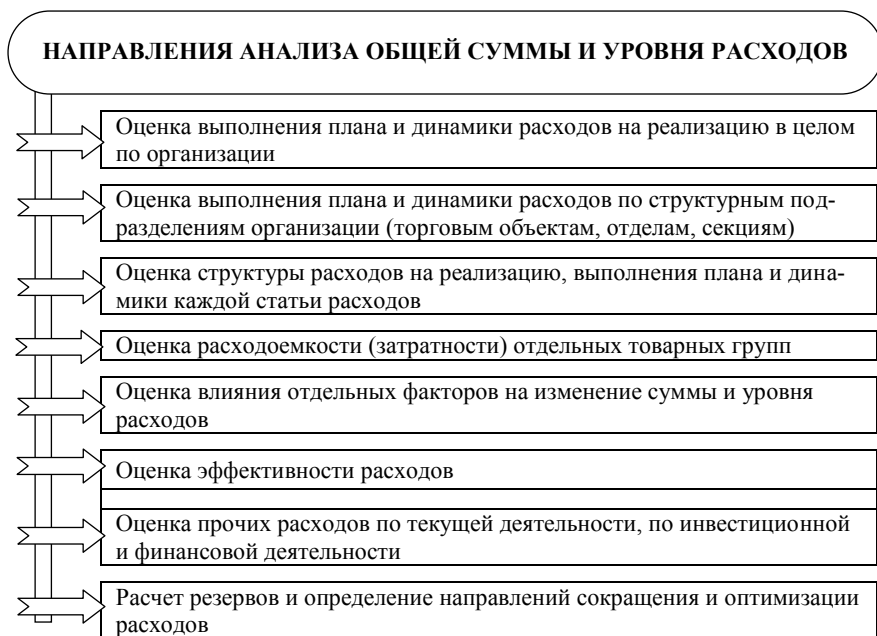 НАПРАВЛЕНИЯ АНАЛИЗА ОБЩЕЙ СУММЫ И УРОВНЯ РАСХОДОВ
Оценка выполнения плана и динамики расходов на реализацию в целом
по организации
Оценка выполнения плана и динамики расходов по структурным под-
разделениям организации (торговым объектам, отделам, секциям)
Оценка структуры расходов на реализацию, выполнения плана и дина-
мики каждой статьи расходов
Оценка расходоемкости (затратности) отдельных товарных групп
Оценка влияния отдельных факторов на изменение суммы и уровня
расходов
Оценка эффективности расходов
Оценка прочих расходов по текущей деятельности, по инвестиционной
и финансовой деятельности
Расчет резервов и определение направлений сокращения и оптимизации
расходов